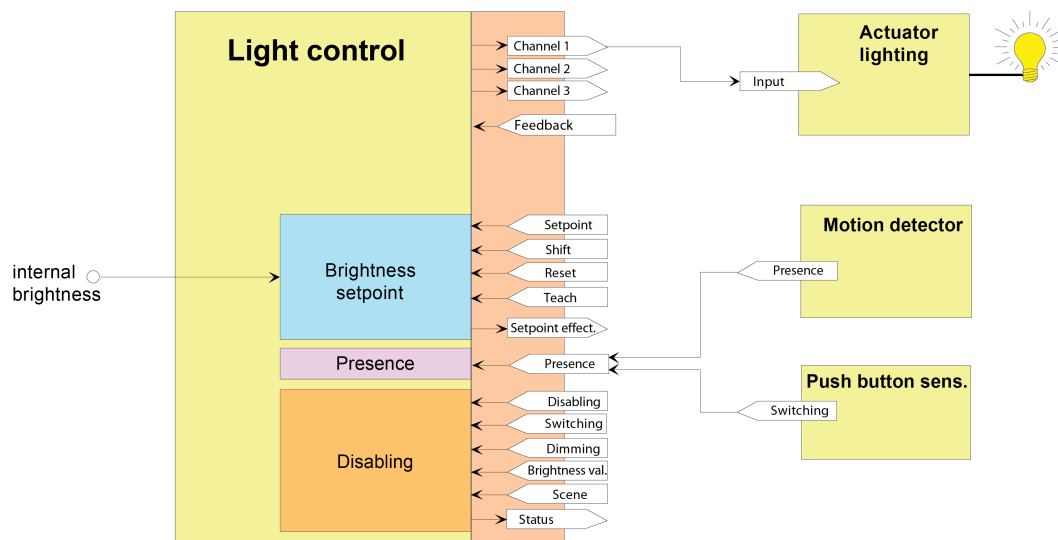 Light control
Channel 1
Channel 2
Channel 3
Feedback
Actuator
lighting
Input
internal
brightness
Brightness
setpoint
Setpoint
Shift
Reset
Teach
Setpoint effect.
Presence
Presence
Motion detector
Presence
Push button sens.
Switching
Disabling
Disabling
Switching
Dimming
Brightness val.
Scene
Status